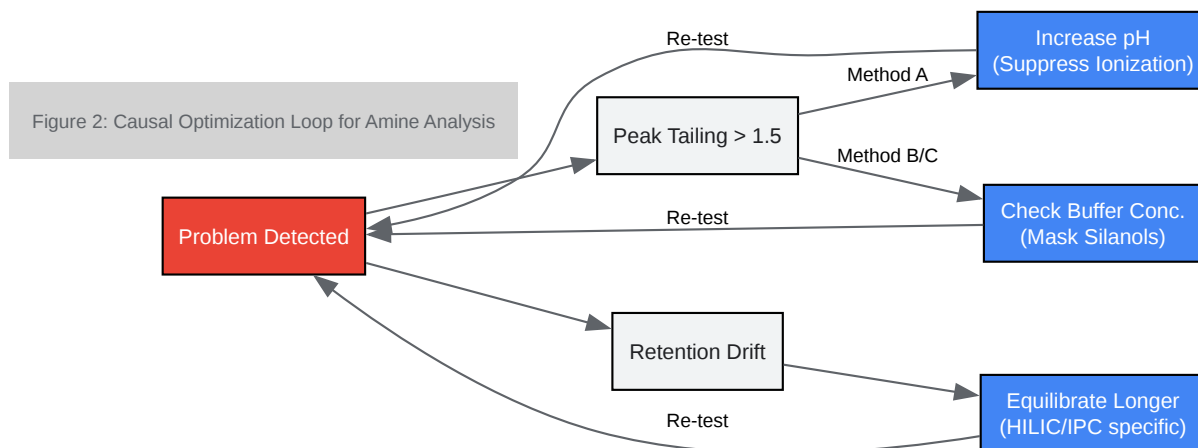 Re-test
Increase pH
(Suppress Ionization)
Method A
Figure 2: Causal Optimization Loop for Amine Analysis
Peak Tailing > 1.5
Method B/C
Check Buffer Conc.
(Mask Silanols)
Re-test
Problem Detected
Retention Drift
Equilibrate Longer
(HILIC/IPC specific)
Re-test